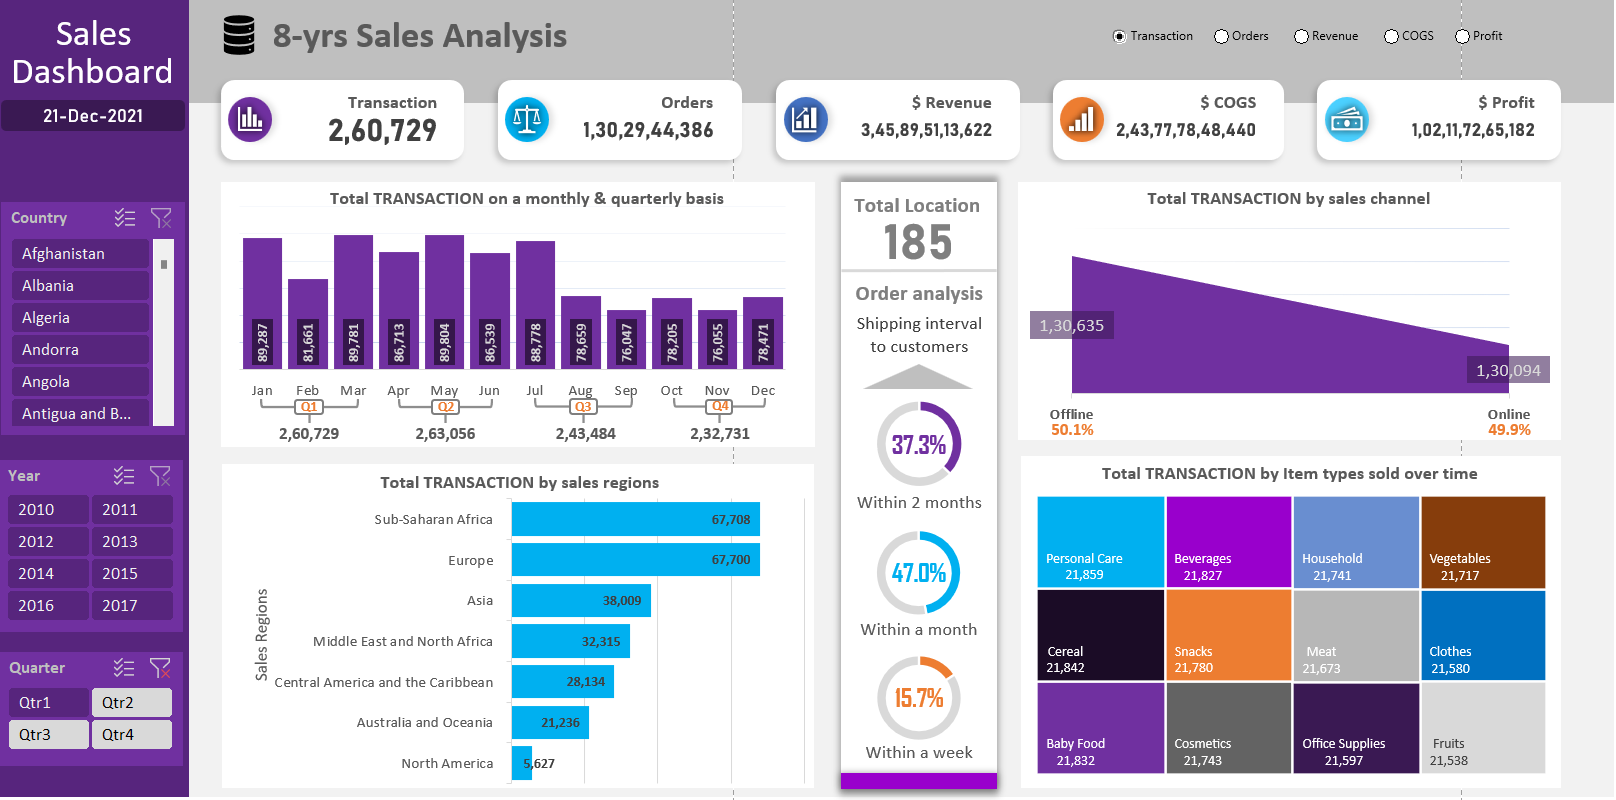 Sales
Dashboard
21-Dec-2021
Country
Afghanistan
Albania
Algeria
Andorra
Angola
Antigua and B...
Year
2010 2011
2012 2013
2014 2015
2016 2017
Quarter
Qtr1 Qtr2
Qtr3 Qtr4
8-yrs Sales Analysis
Transaction Orders Revenue COGS Profit
Transaction
2,60,729
Orders
1,30,29,44,386
$ Revenue
3,45,89,51,13,622
$ COGS
2,43,77,78,48,440
$ Profit
1,02,11,72,65,182
Total TRANSACTION on a monthly & quarterly basis
89,287 81,661 89,781 86,713 89,804 86,539 88,778 78,659 76,047 78,205 76,055 78,471
Jan Feb Mar Apr May Jun Jul Aug Sep Oct Nov Dec
Q1 Q2 Q3 Q4
2,60,729 2,63,056 2,43,484 2,32,731
Total TRANSACTION by sales regions
Sales Regions
Sub-Saharan Africa 67,708
Europe 67,700
Asia 38,009
Middle East and North Africa 32,315
Central America and the Caribbean 28,134
Australia and Oceania 21,236
North America 5,627
Total Location
185
Order analysis
Shipping interval
to customers
37.3%
Within 2 months
47.0%
Within a month
15.7%
Within a week
Total TRANSACTION by sales channel
1,30,635
1,30,094
Offline Online
50.1% 49.9%
Total TRANSACTION by Item types sold over time
Personal Care Beverages Household Vegetables
21,859 21,827 21,741 21,717
Cereal Snacks Meat Clothes
21,842 21,780 21,673 21,580
Baby Food Cosmetics Office Supplies Fruits
21,832 21,743 21,597 21,538